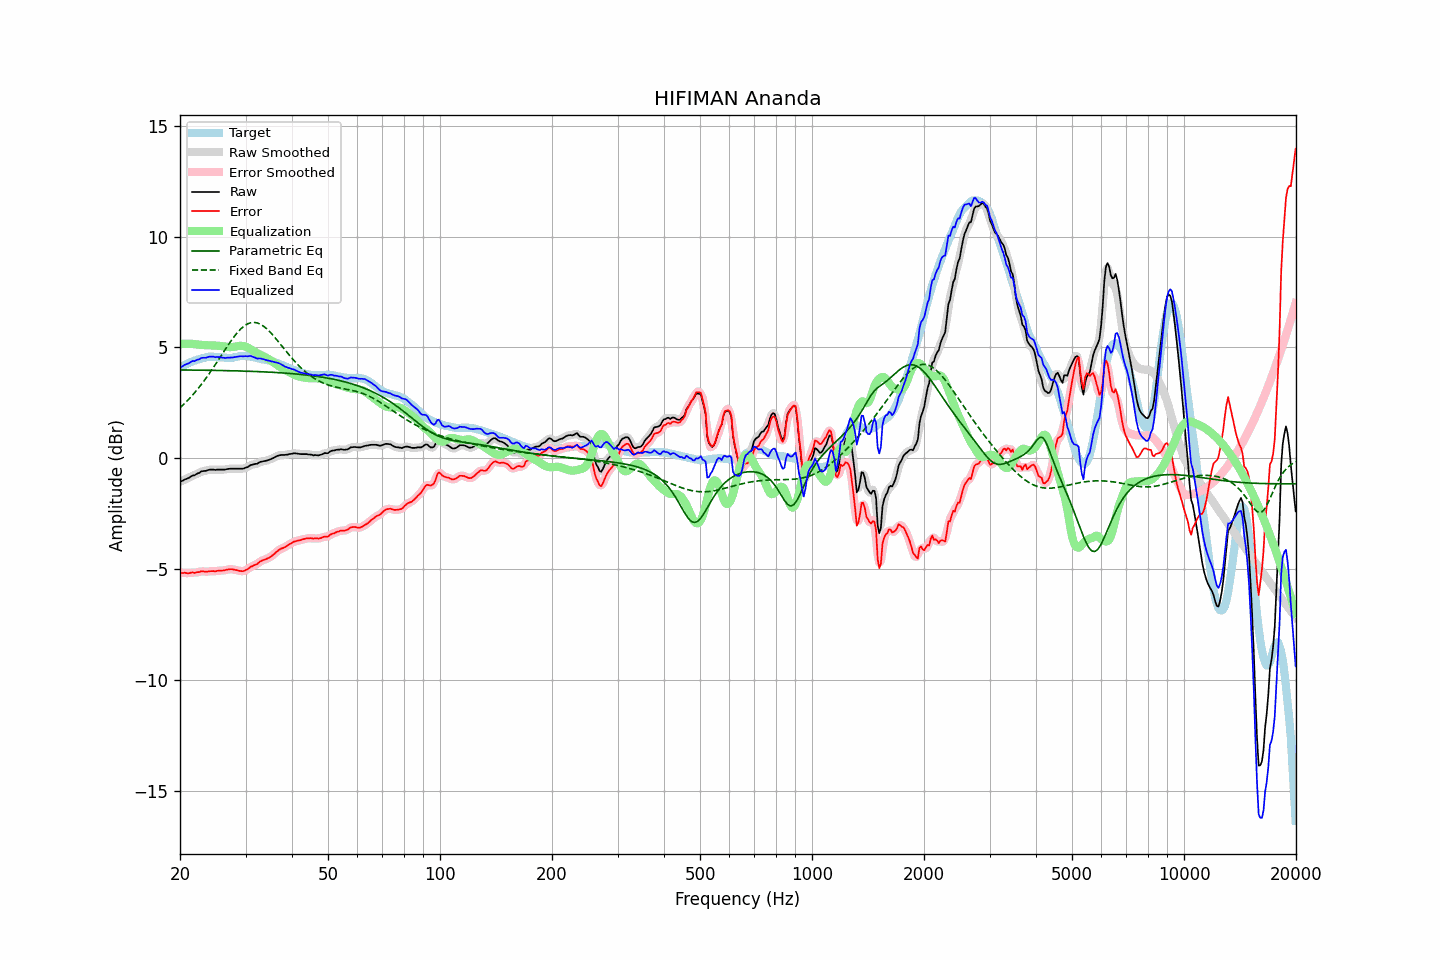 HIFIMAN Ananda
Target
Raw Smoothed
Error Smoothed
Raw
Error
Equalization
Parametric Eq
Fixed Band Eq
Equalized
15
10
5
0
−5
−10
−15
Amplitude (dBr)
20 50 100 200 500 1000 2000 5000 10000 20000
Frequency (Hz)